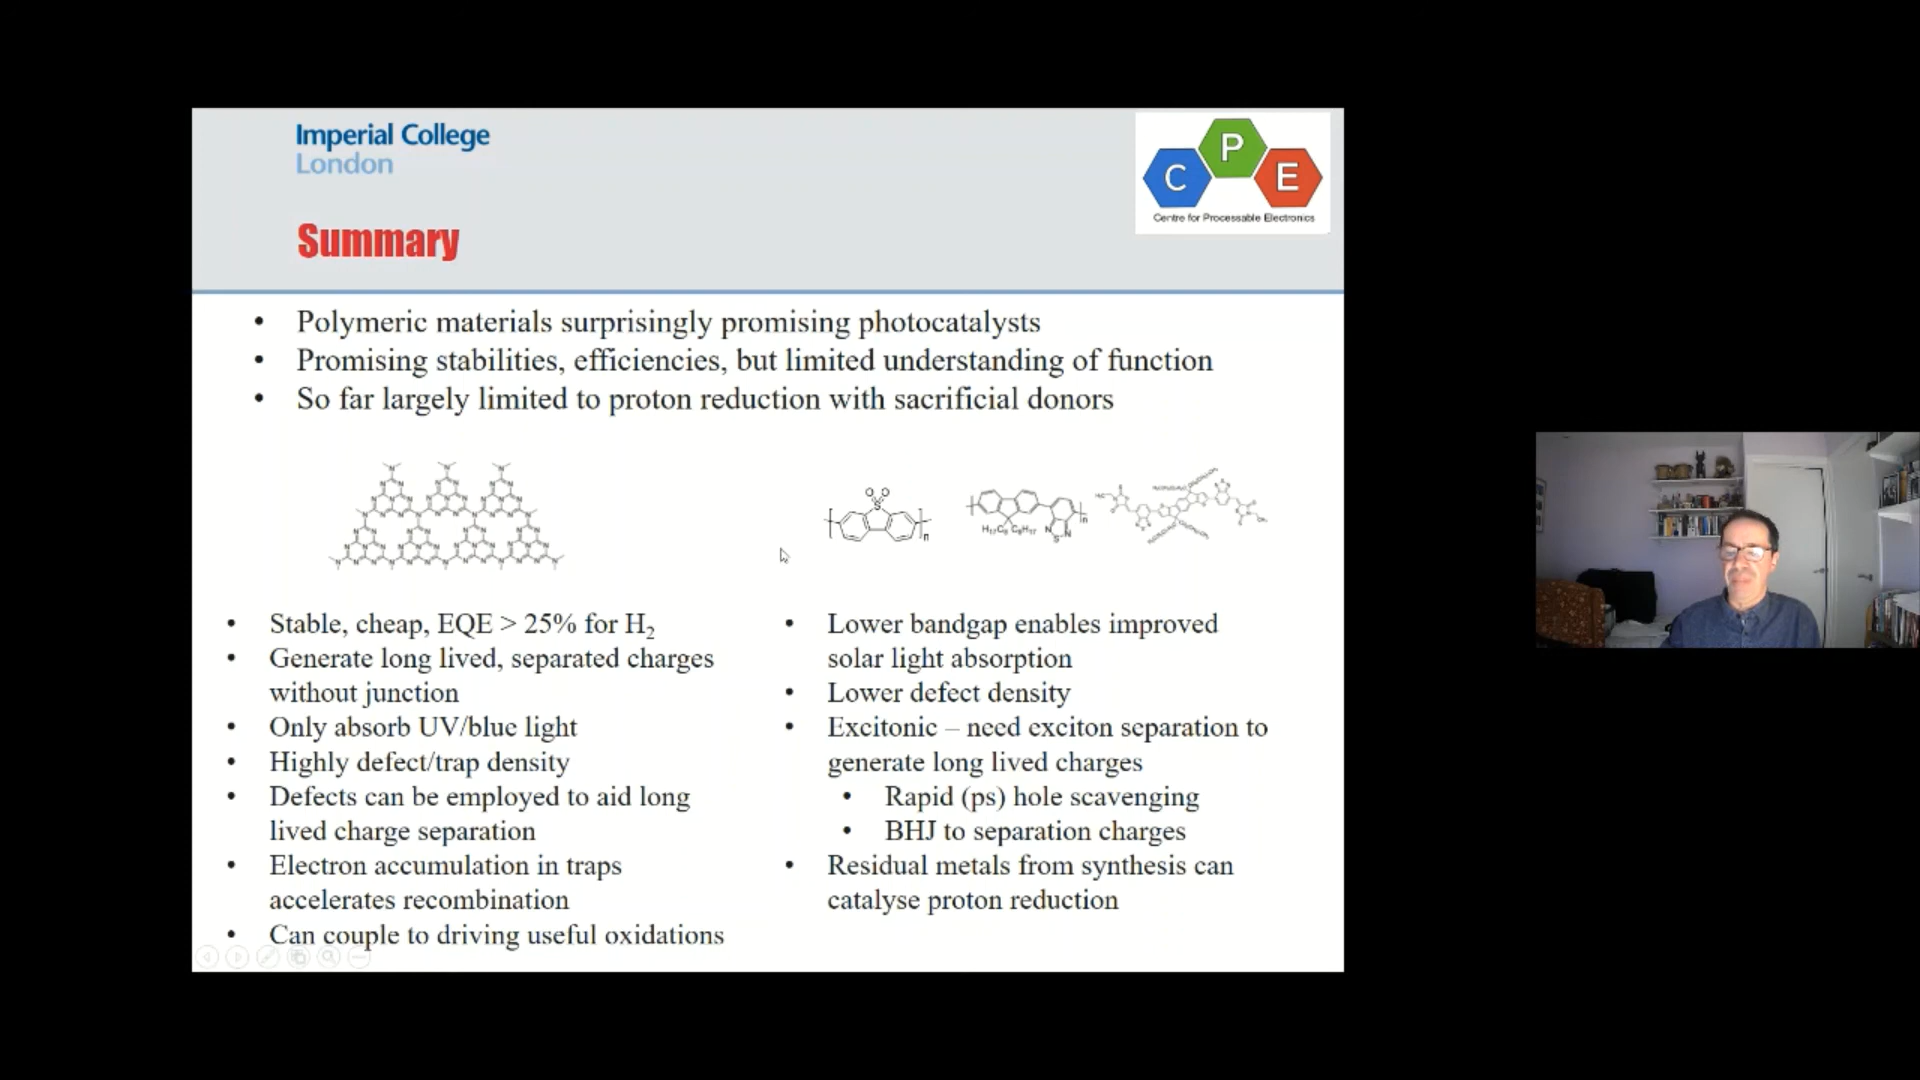 Imperial College
London
C P E
Centre for Processable Electronics
Summary
• Polymeric materials surprisingly promising photocatalysts
• Promising stabilities, efficiencies, but limited understanding of function
• So far largely limited to proton reduction with sacrificial donors
• Stable, cheap, EQE > 25% for H₂
• Generate long lived, separated charges
without junction
• Only absorb UV/blue light
• Highly defect/trap density
• Defects can be employed to aid long
lived charge separation
• Electron accumulation in traps
accelerates recombination
• Can couple to driving useful oxidations
• Lower bandgap enables improved
solar light absorption
• Lower defect density
• Excitonic – need exciton separation to
generate long lived charges
• Rapid (ps) hole scavenging
• BHJ to separation charges
• Residual metals from synthesis can
catalyse proton reduction